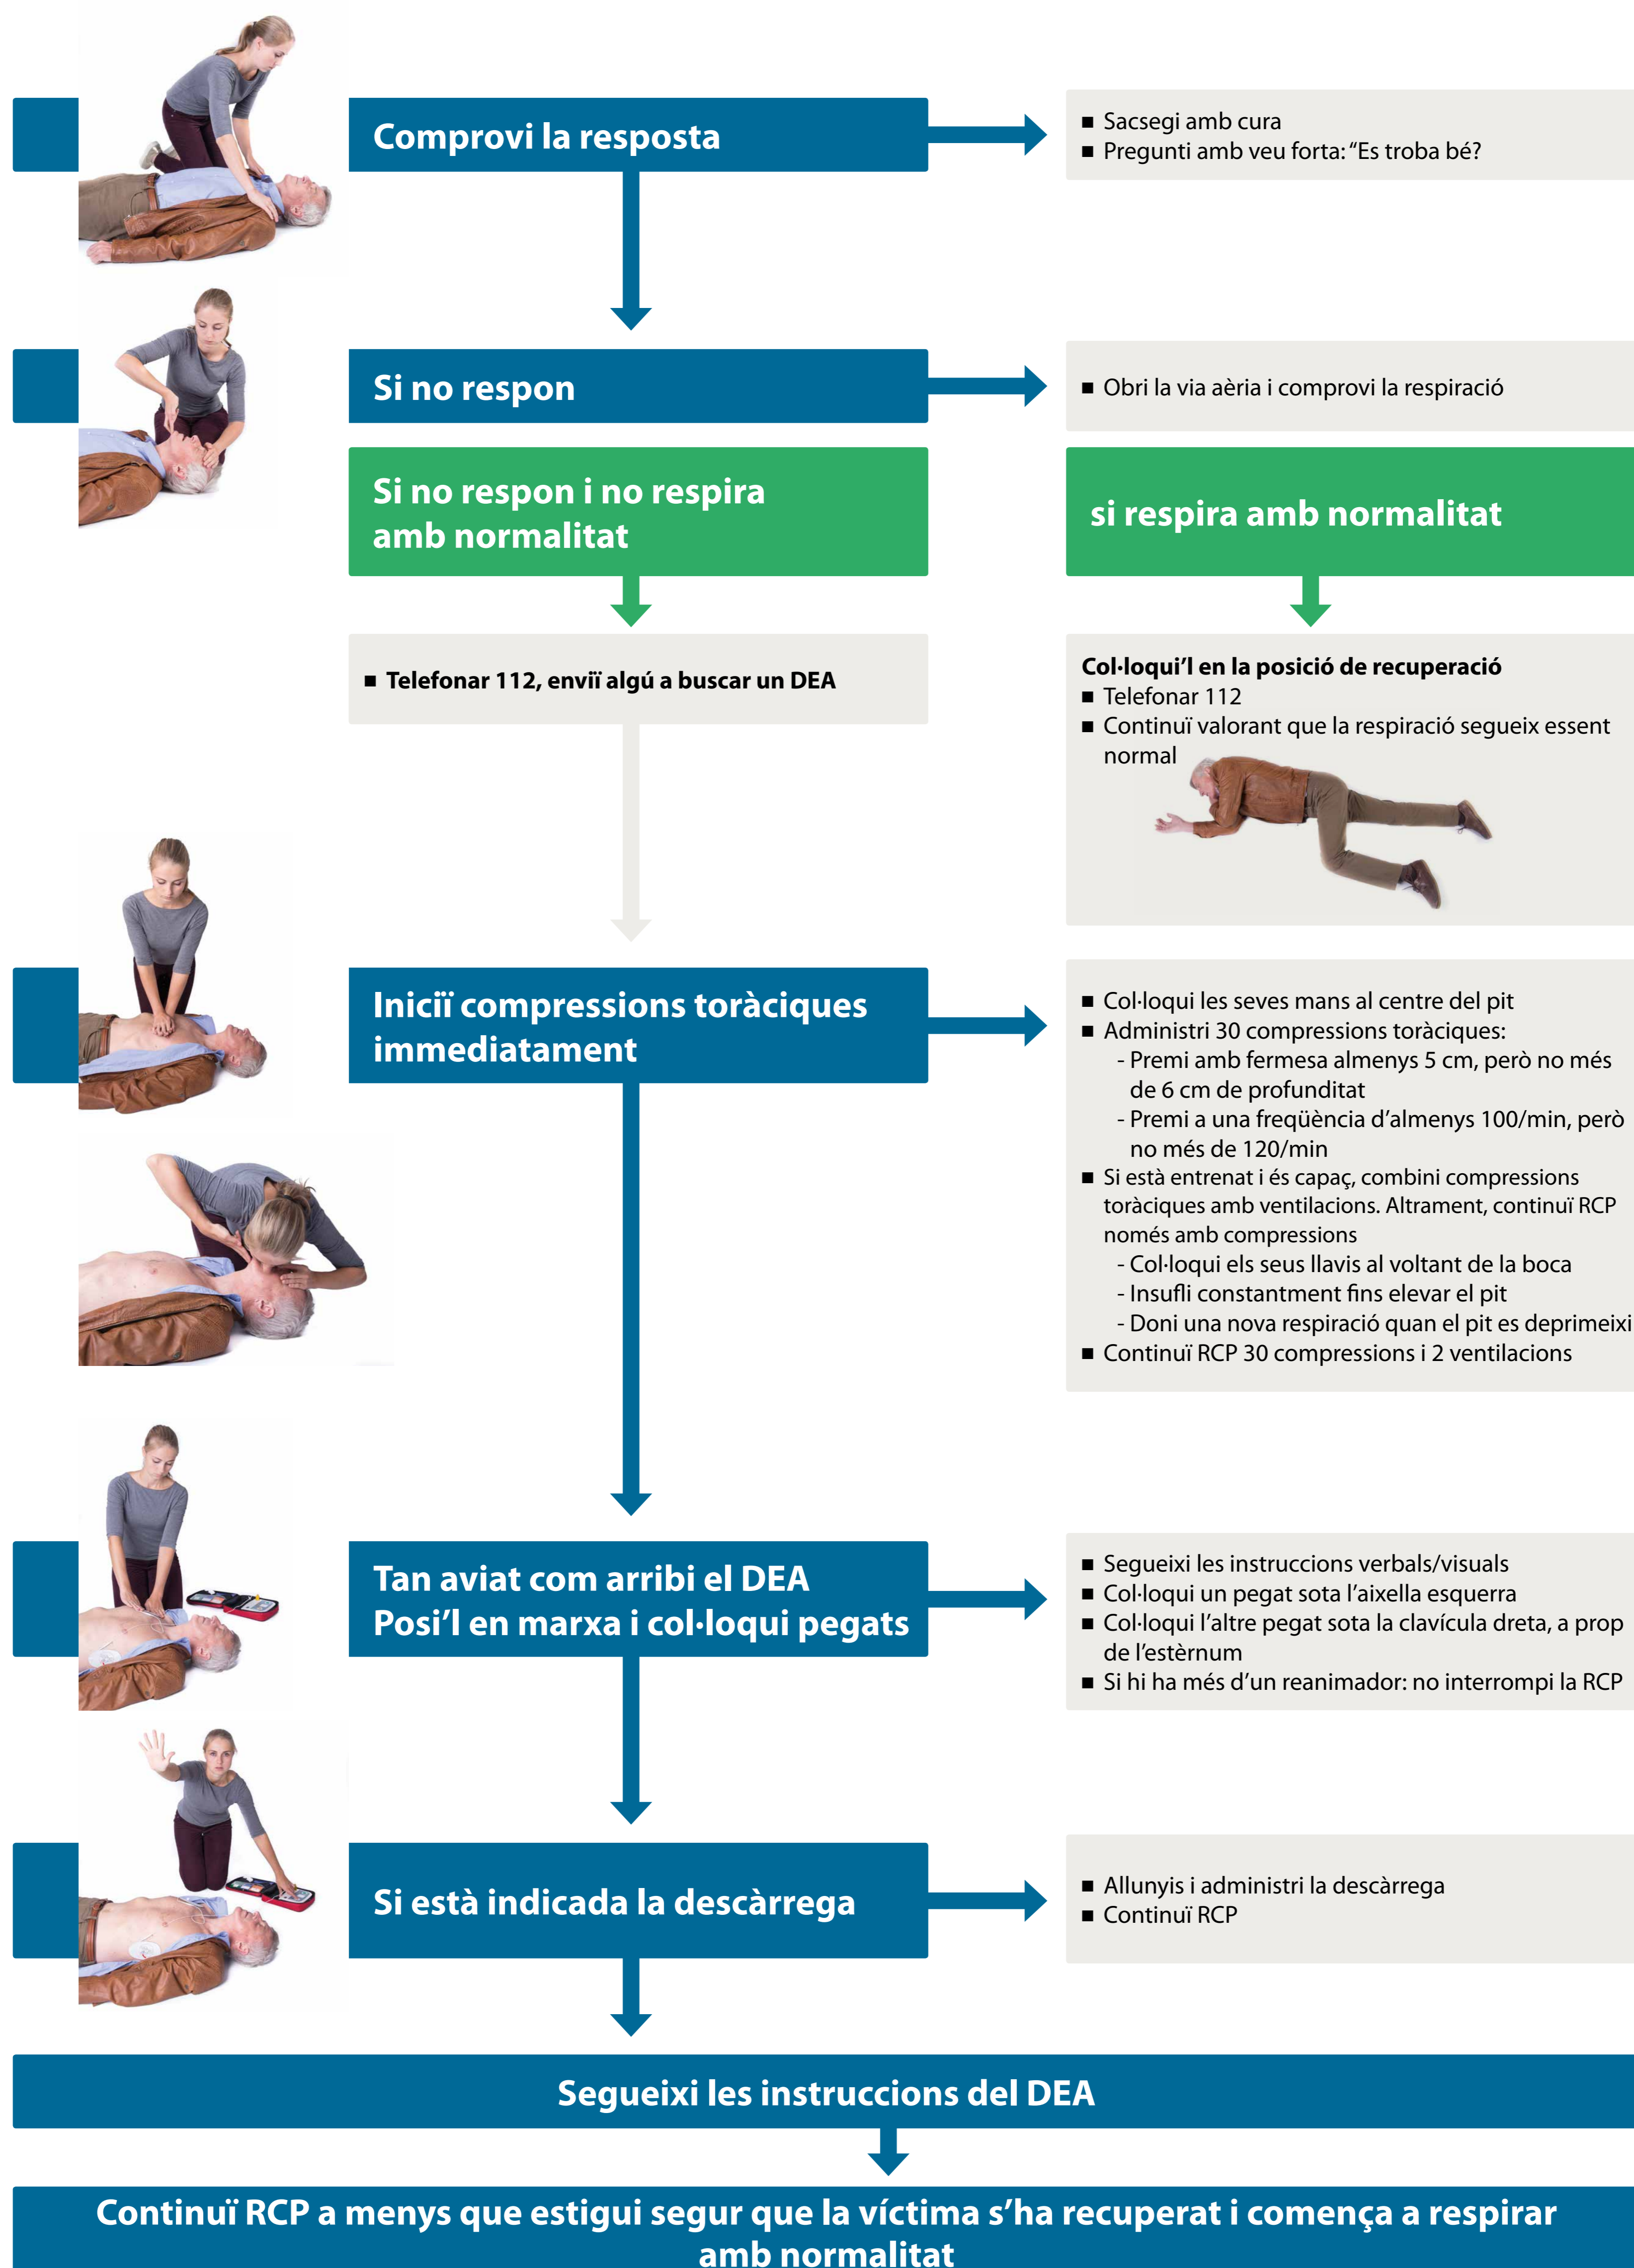 Comprovi la resposta
■ Sacsegi amb cura
■ Pregunti amb veu forta: “Es troba bé?
Si no respon
■ Obri la via aèria i comprovi la respiració
Si no respon i no respira
amb normalitat
si respira amb normalitat
■ Telefonar 112, enviï algú a buscar un DEA
Col·loqui’l en la posició de recuperació
■ Telefonar 112
■ Continuï valorant que la respiració segueix essent
normal
Iniciï compressions toràciques
immediatament
■ Col·loqui les seves mans al centre del pit
■ Administri 30 compressions toràciques:
- Premi amb fermesa almenys 5 cm, però no més
de 6 cm de profunditat
- Premi a una freqüència d’almenys 100/min, però
no més de 120/min
■ Si està entrenat i és capaç, combini compressions
toràciques amb ventilacions. Altrament, continuï RCP
només amb compressions
- Col·loqui els seus llavis al voltant de la boca
- Insufli constantment fins elevar el pit
- Doni una nova respiració quan el pit es deprimeixi
■ Continuï RCP 30 compressions i 2 ventilacions
Tan aviat com arribi el DEA
Posi’l en marxa i col·loqui pegats
■ Segueixi les instruccions verbals/visuals
■ Col·loqui un pegat sota l’aixella esquerra
■ Col·loqui l’altre pegat sota la clavícula dreta, a prop
de l’estèrnum
■ Si hi ha més d’un reanimador: no interrompi la RCP
Si està indicada la descàrrega
■ Allunyis i administri la descàrrega
■ Continuï RCP
Segueixi les instruccions del DEA
Continuï RCP a menys que estigui segur que la víctima s’ha recuperat i comença a respirar
amb normalitat